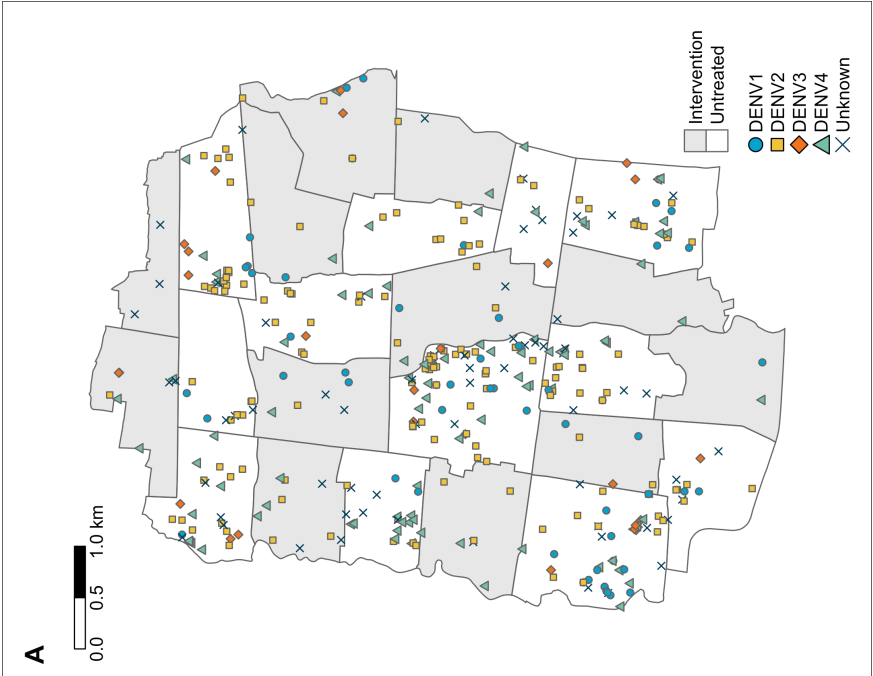 A
0.0 0.5 1.0 km
Intervention
Untreated
DENV1
DENV2
DENV3
DENV4
Unknown